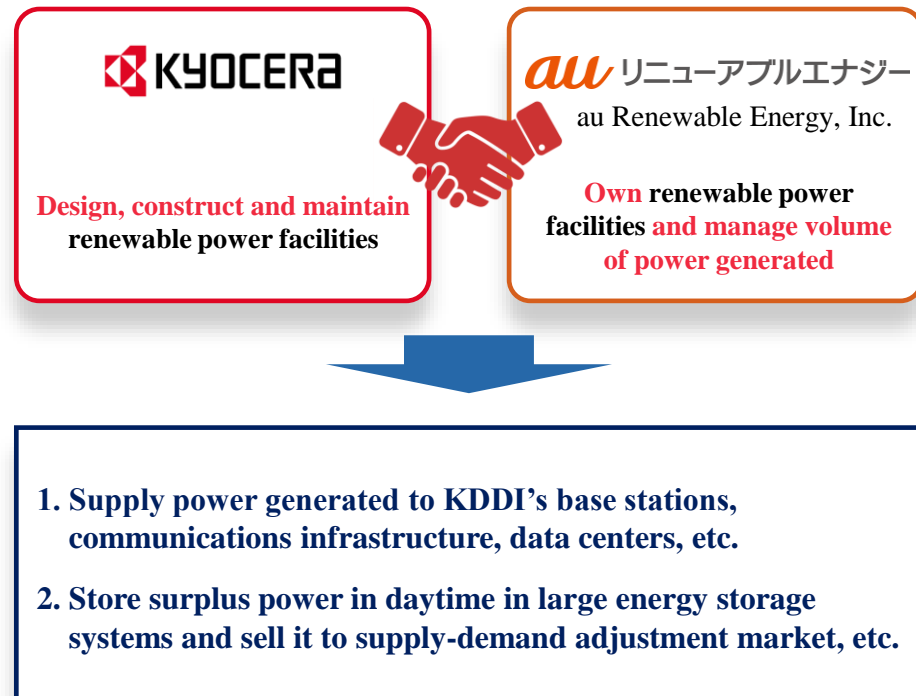 KYOCERA
Design, construct and maintain
renewable power facilities
au リニューアブルエナジー
au Renewable Energy, Inc.
Own renewable power
facilities and manage volume
of power generated
1. Supply power generated to KDDI’s base stations,
communications infrastructure, data centers, etc.
2. Store surplus power in daytime in large energy storage
systems and sell it to supply-demand adjustment market, etc.